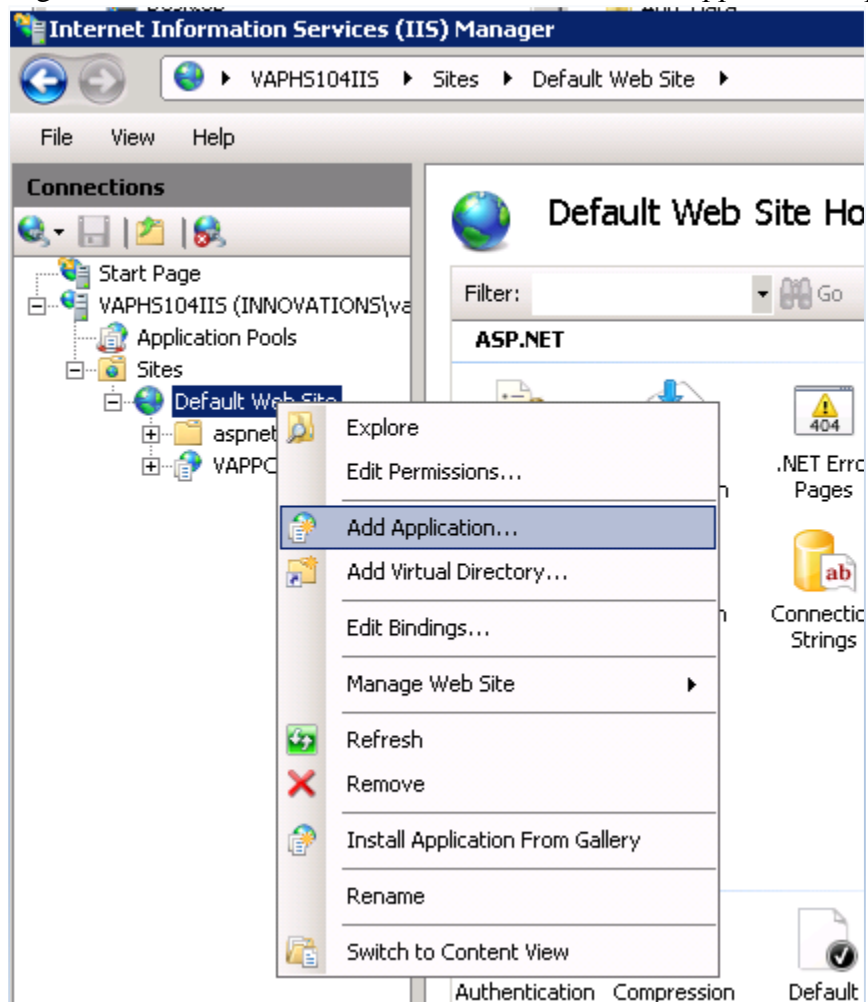 Internet Information Services (IIS) Manager
VAPHS104IIS Sites Default Web Site
File View Help
Connections
Default Web Site Ho
Start Page
Filter: Go
VAPHS104IIS (INNOVATIONS\va
ASP.NET
Application Pools
Sites
Default Web Site
aspnet
VAPPC
Explore
Edit Permissions...
Add Application...
Add Virtual Directory...
Edit Bindings...
Manage Web Site
Refresh
Remove
Install Application From Gallery
Rename
Switch to Content View
404
.NET Erro
Pages
ab
Connectio
Strings
Authentication Compression Default